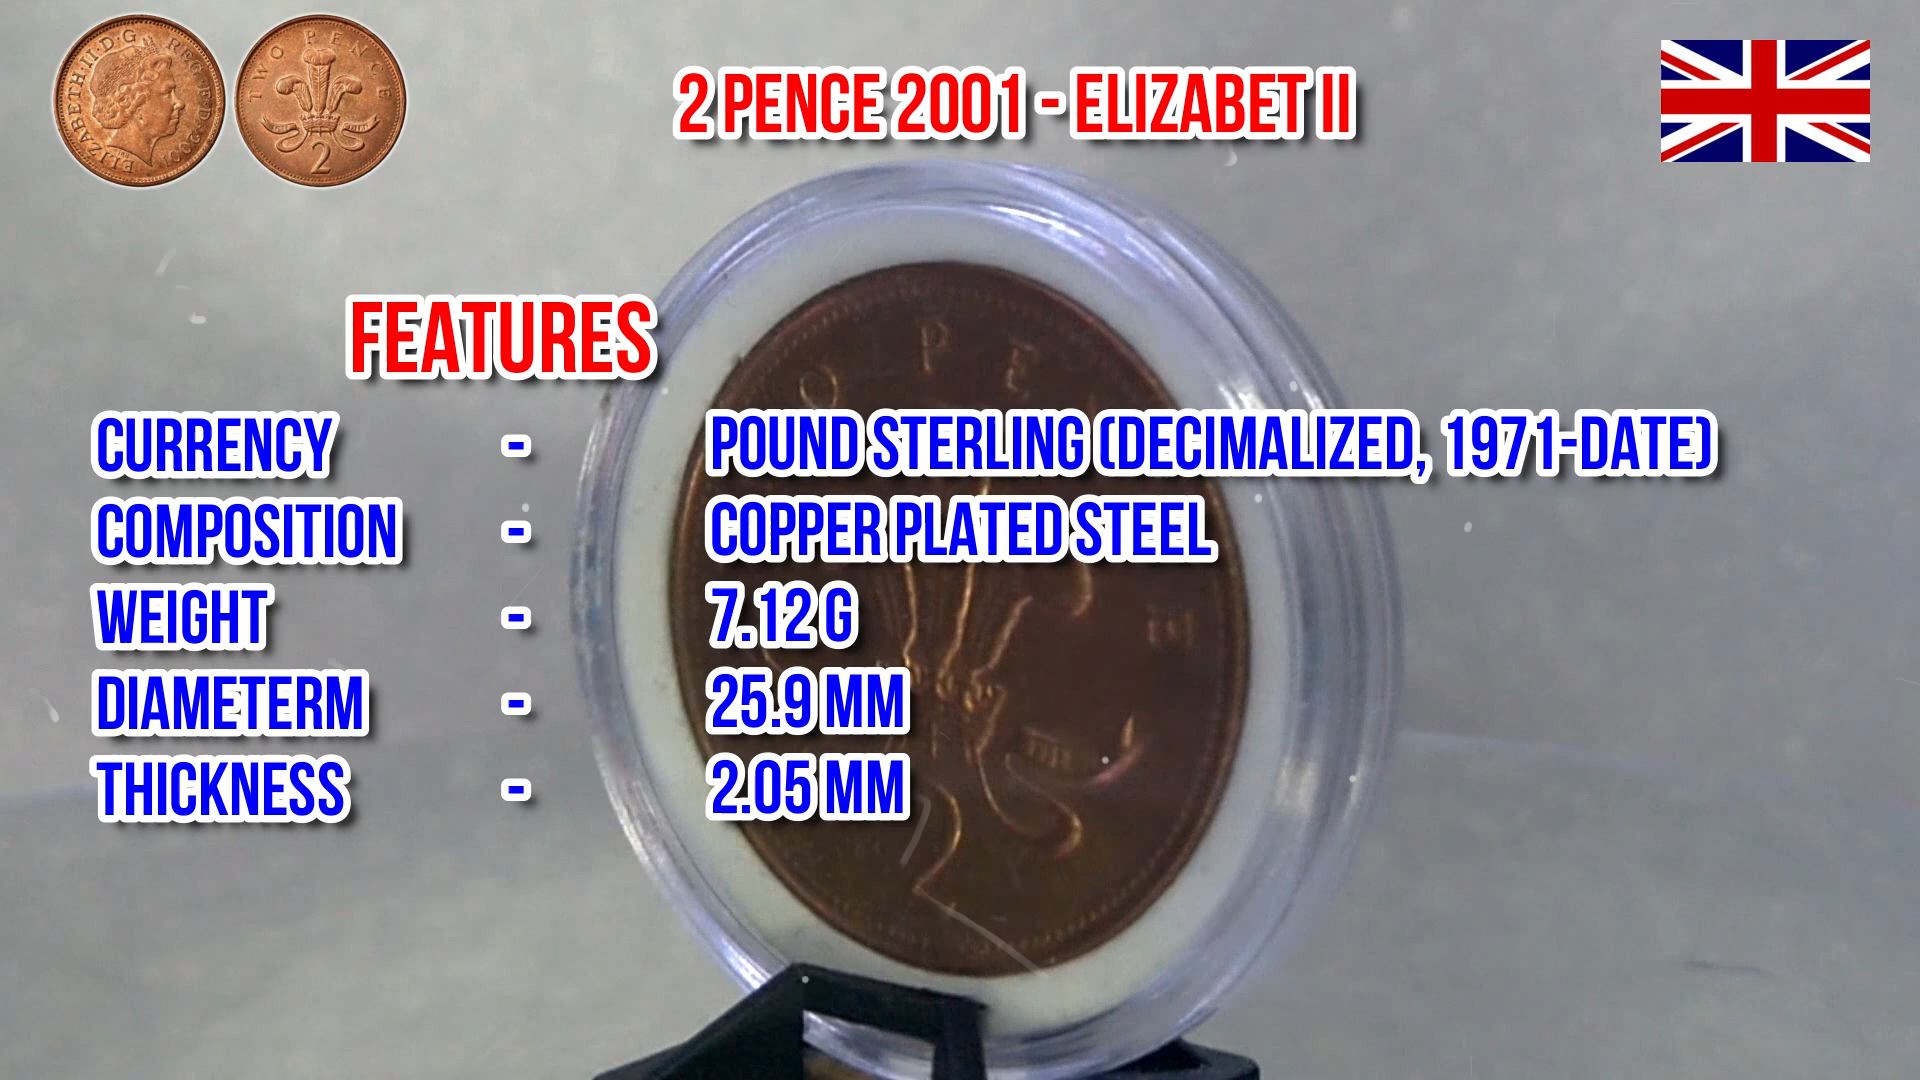 ELIZABETH·II·D·G REG·F·D·2001
TWO PENCE
2
2 PENCE 2001 - ELIZABET II
FEATURES
CURRENCY - POUND STERLING (DECIMALIZED, 1971-DATE)
COMPOSITION - COPPER PLATED STEEL
WEIGHT - 7.12 G
DIAMETERM - 25.9 MM
THICKNESS - 2.05 MM
O PE